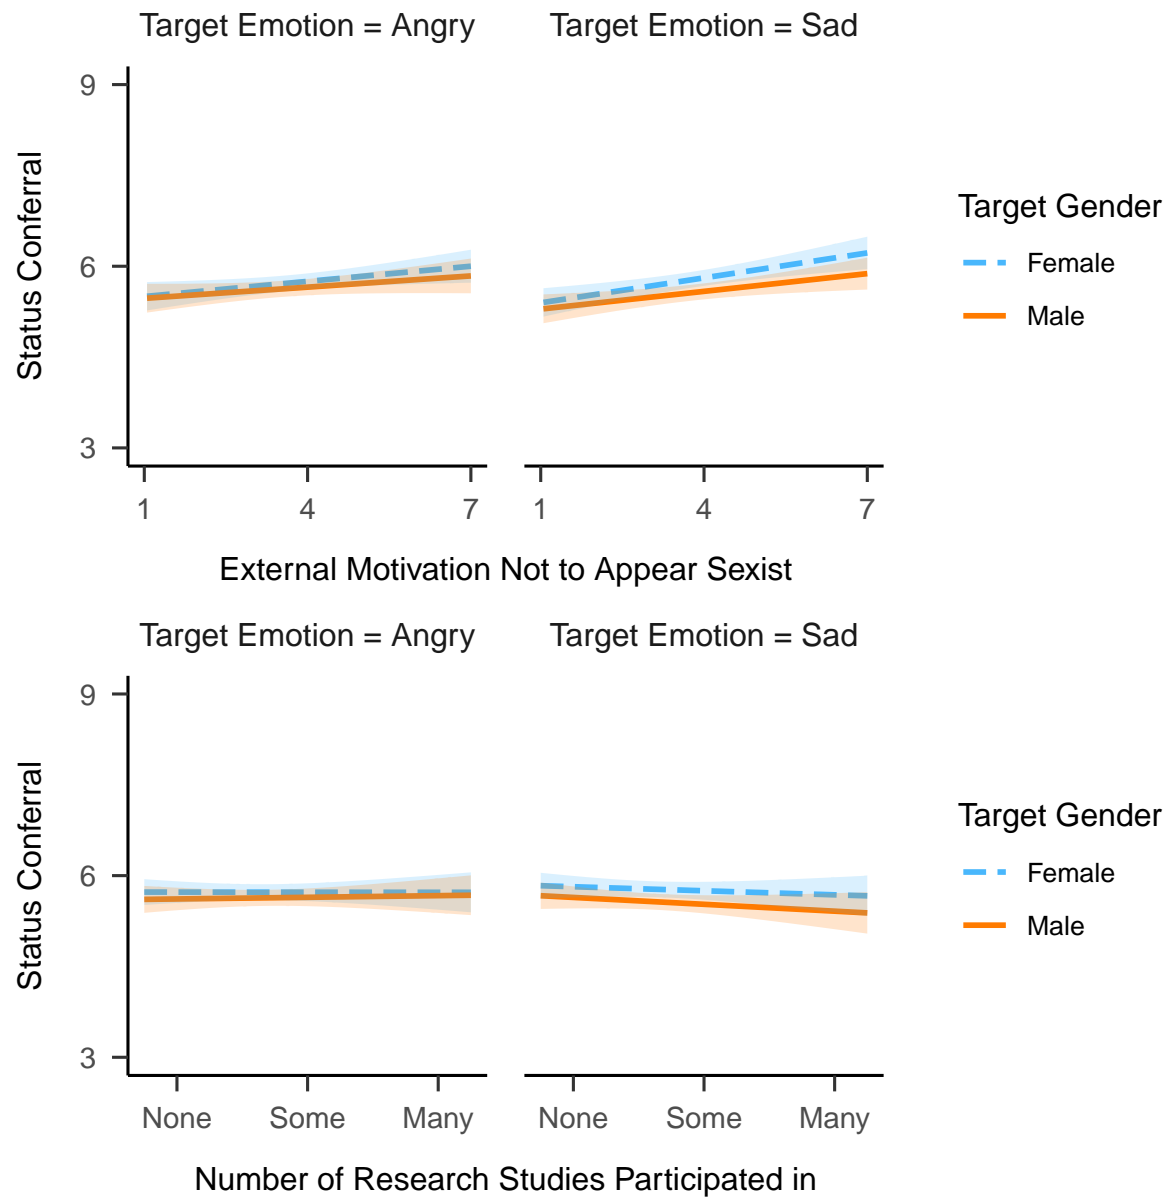 Target Emotion = Angry
Target Emotion = Sad
9
6
3
Status Conferral
1
4
7
1
4
7
External Motivation Not to Appear Sexist
Target Gender
Female
Male
Target Emotion = Angry
Target Emotion = Sad
9
6
3
Status Conferral
None
Some
Many
None
Some
Many
Number of Research Studies Participated in
Target Gender
Female
Male